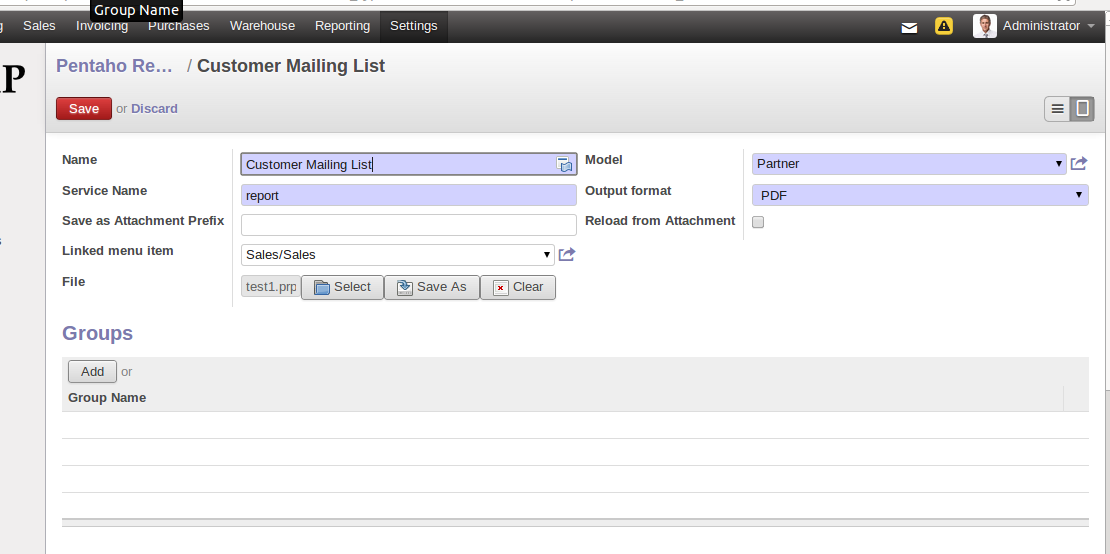 Group Name
g Sales Invoicing Purchases Warehouse Reporting Settings Administrator
P
Pentaho Re... / Customer Mailing List
Save or Discard
Name Customer Mailing List Model Partner
Service Name report Output format PDF
Save as Attachment Prefix Reload from Attachment
Linked menu item Sales/Sales
File test1.prp Select Save As Clear
Groups
Add or
Group Name